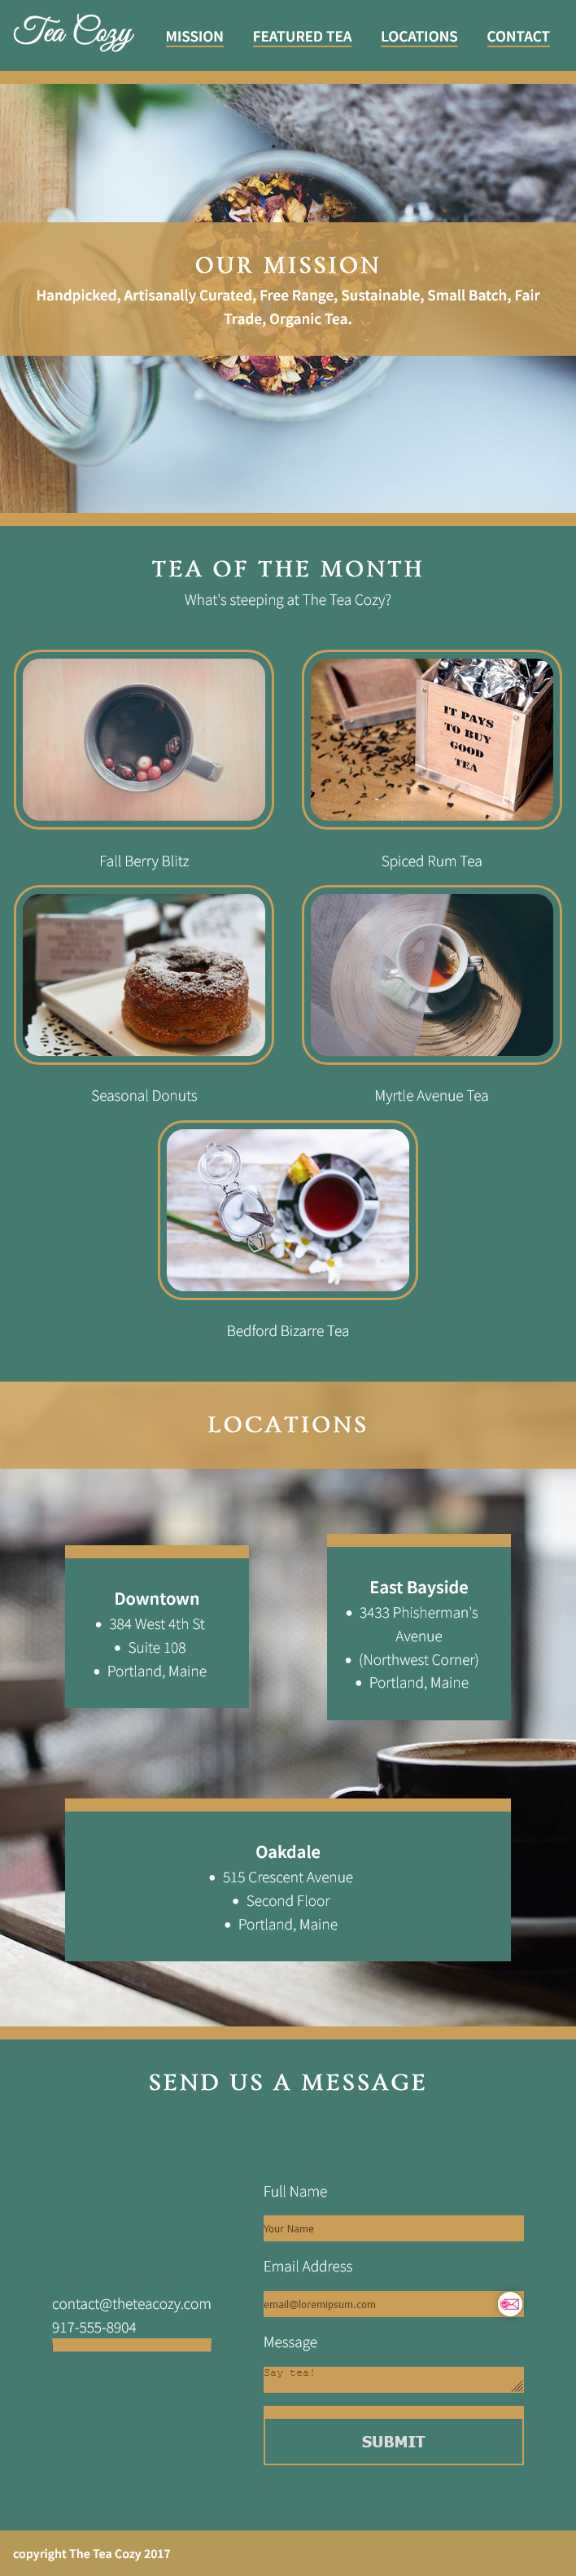 Tea Cozy
MISSION
FEATURED TEA
LOCATIONS
CONTACT
OUR MISSION
Handpicked, Artisanally Curated, Free Range, Sustainable, Small Batch, Fair
Trade, Organic Tea.
TEA OF THE MONTH
What's steeping at The Tea Cozy?
IT PAYS
TO BUY
GOOD
TEA
Fall Berry Blitz
Spiced Rum Tea
Seasonal Donuts
Myrtle Avenue Tea
Bedford Bizarre Tea
LOCATIONS
Downtown
• 384 West 4th St
• Suite 108
• Portland, Maine
East Bayside
• 3433 Phisherman's
Avenue
• (Northwest Corner)
• Portland, Maine
Oakdale
• 515 Crescent Avenue
• Second Floor
• Portland, Maine
SEND US A MESSAGE
contact@theteacozy.com
917-555-8904
Full Name
Your Name
Email Address
email@loremipsum.com
Message
Say tea!
SUBMIT
copyright The Tea Cozy 2017